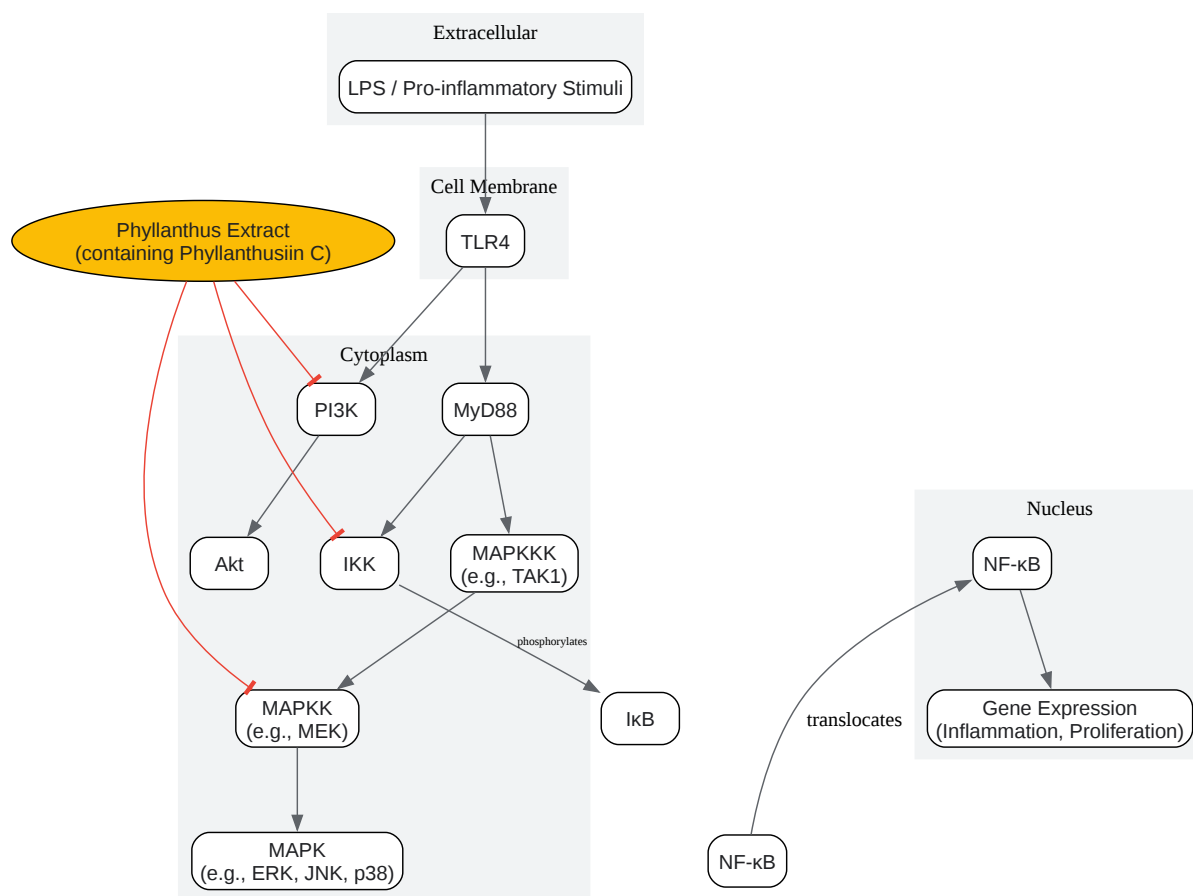 Extracellular
LPS / Pro-inflammatory Stimuli
Cell Membrane
Phyllanthus Extract
(containing Phyllanthusiin C)
TLR4
Cytoplasm
PI3K
MyD88
Nucleus
Akt
IKK
MAPKKK
(e.g., TAK1)
NF-κB
phosphorylates
MAPKK
(e.g., MEK)
IκB
translocates
Gene Expression
(Inflammation, Proliferation)
MAPK
(e.g., ERK, JNK, p38)
NF-κB